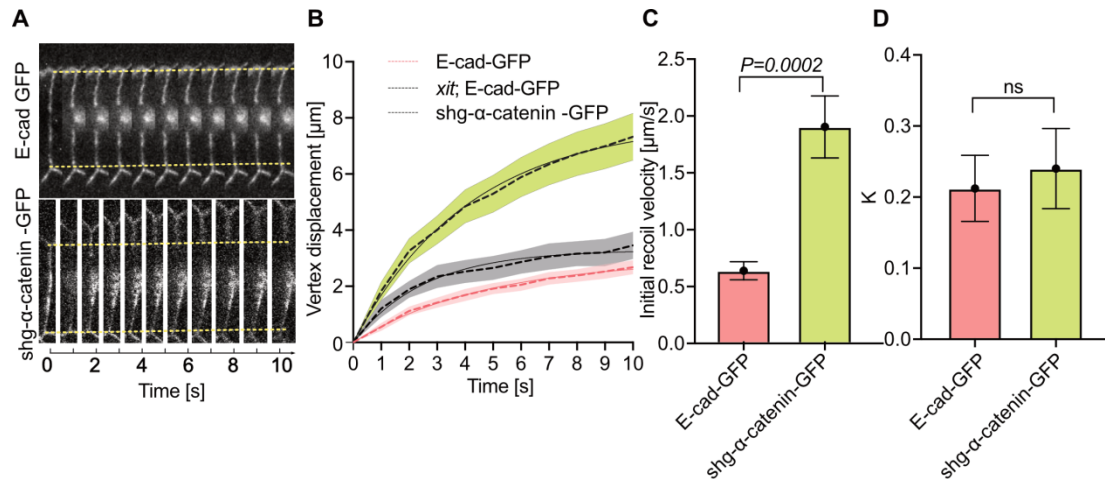 A
E-cad GFP
shg-α-catenin -GFP
0 2 4 6 8 10
Time [s]
B
Vertex displacement [µm]
10
8
6
4
2
0
0 1 2 3 4 5 6 7 8 9 10
Time [s]
E-cad-GFP
xit; E-cad-GFP
shg-α-catenin -GFP
C
Initial recoil velocity [µm/s]
2.5
2.0
1.5
1.0
0.5
0.0
P=0.0002
E-cad-GFP
shg-α-catenin-GFP
D
K
0.4
0.3
0.2
0.1
0.0
ns
E-cad-GFP
shg-α-catenin-GFP